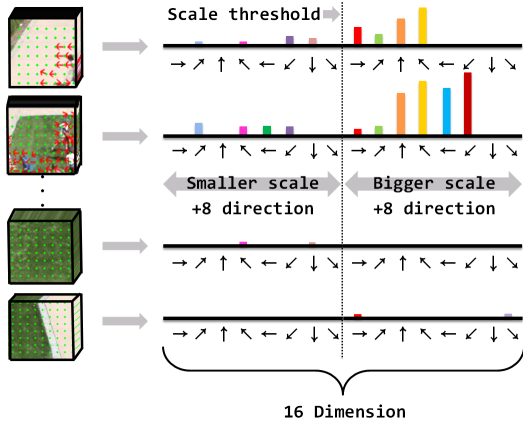 Scale threshold
Smaller scale
+8 direction
Bigger scale
+8 direction
16 Dimension